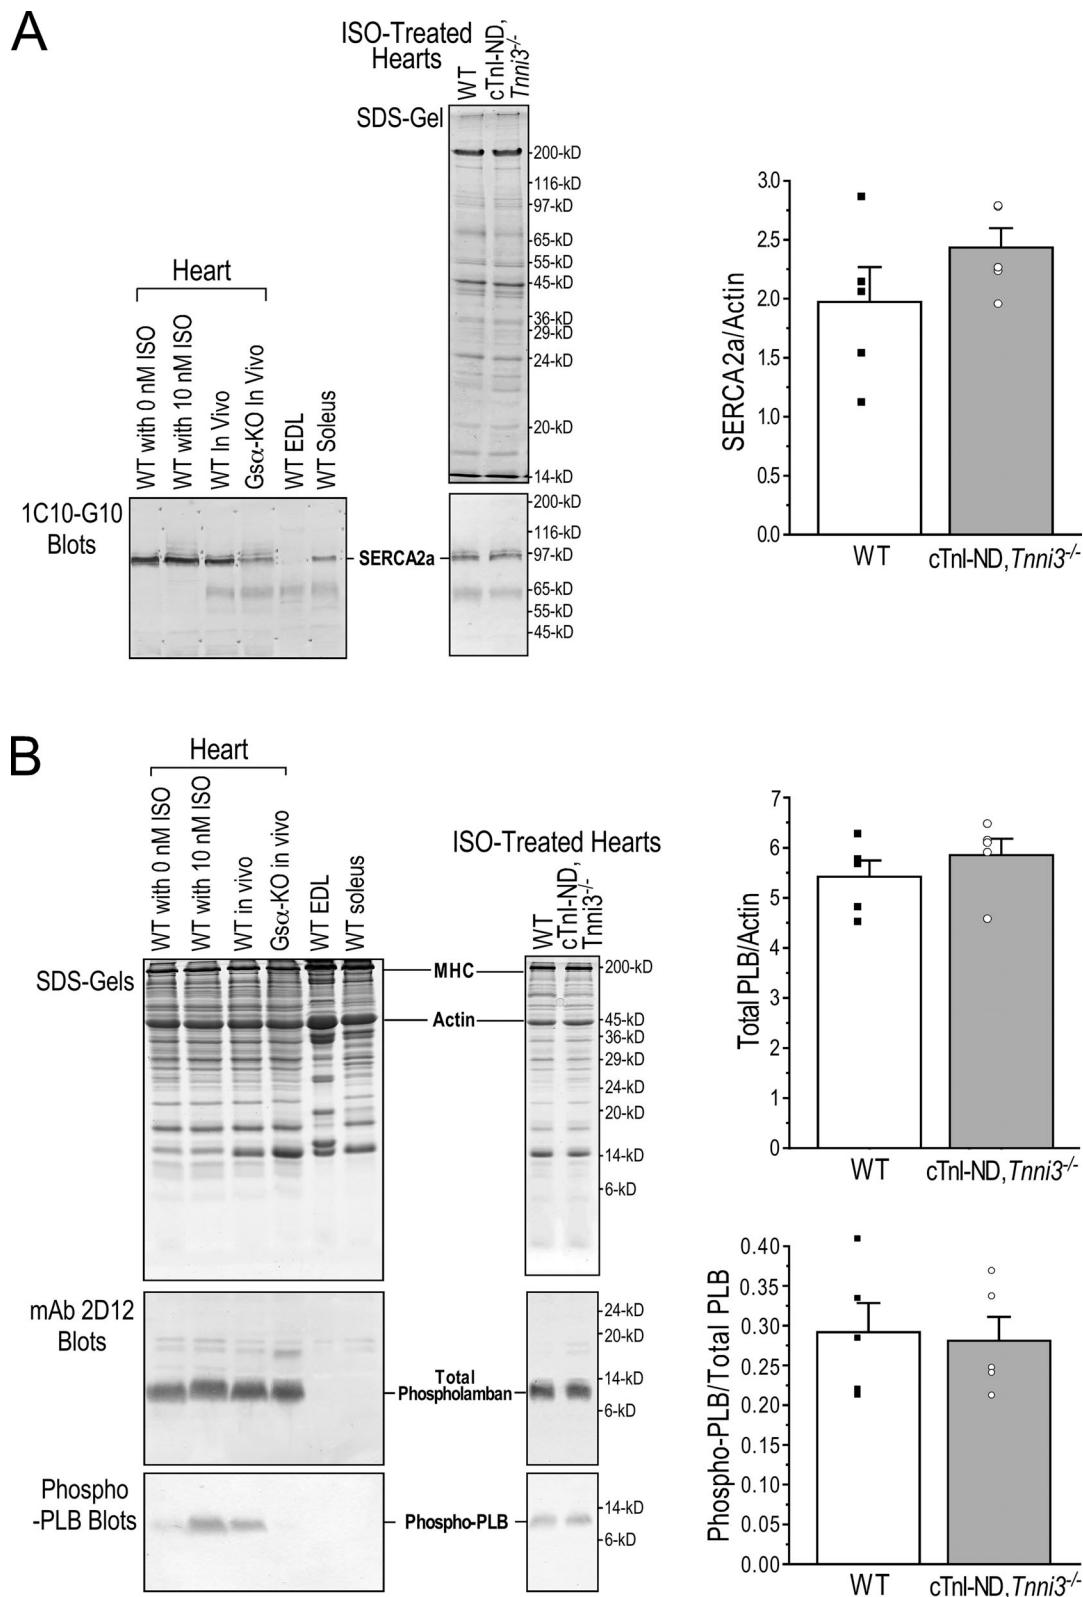 A
ISO-Treated
Hearts
WT
cTnI-ND,
Tnni3-/-
SDS-Gel
200-kD
116-kD
97-kD
65-kD
55-kD
45-kD
36-kD
29-kD
24-kD
20-kD
14-kD
Heart
WT with 0 nM ISO
WT with 10 nM ISO
WT In Vivo
Gsα-KO In Vivo
WT EDL
WT Soleus
1C10-G10
Blots
SERCA2a
200-kD
116-kD
97-kD
65-kD
55-kD
45-kD
SERCA2a/Actin
3.0
2.5
2.0
1.5
1.0
0.5
0.0
WT
cTnI-ND,Tnni3-/-
B
Heart
WT with 0 nM ISO
WT with 10 nM ISO
WT in vivo
Gsα-KO in vivo
WT EDL
WT soleus
ISO-Treated Hearts
WT
cTnI-ND,
Tnni3-/-
SDS-Gels
MHC
Actin
200-kD
45-kD
36-kD
29-kD
24-kD
20-kD
14-kD
6-kD
mAb 2D12
Blots
Total
Phospholamban
24-kD
20-kD
14-kD
6-kD
Phospho
-PLB Blots
Phospho-PLB
14-kD
6-kD
Total PLB/Actin
7
6
5
4
3
2
1
0
WT
cTnI-ND,Tnni3-/-
Phospho-PLB/Total PLB
0.40
0.35
0.30
0.25
0.20
0.15
0.10
0.05
0.00
WT
cTnI-ND,Tnni3-/-